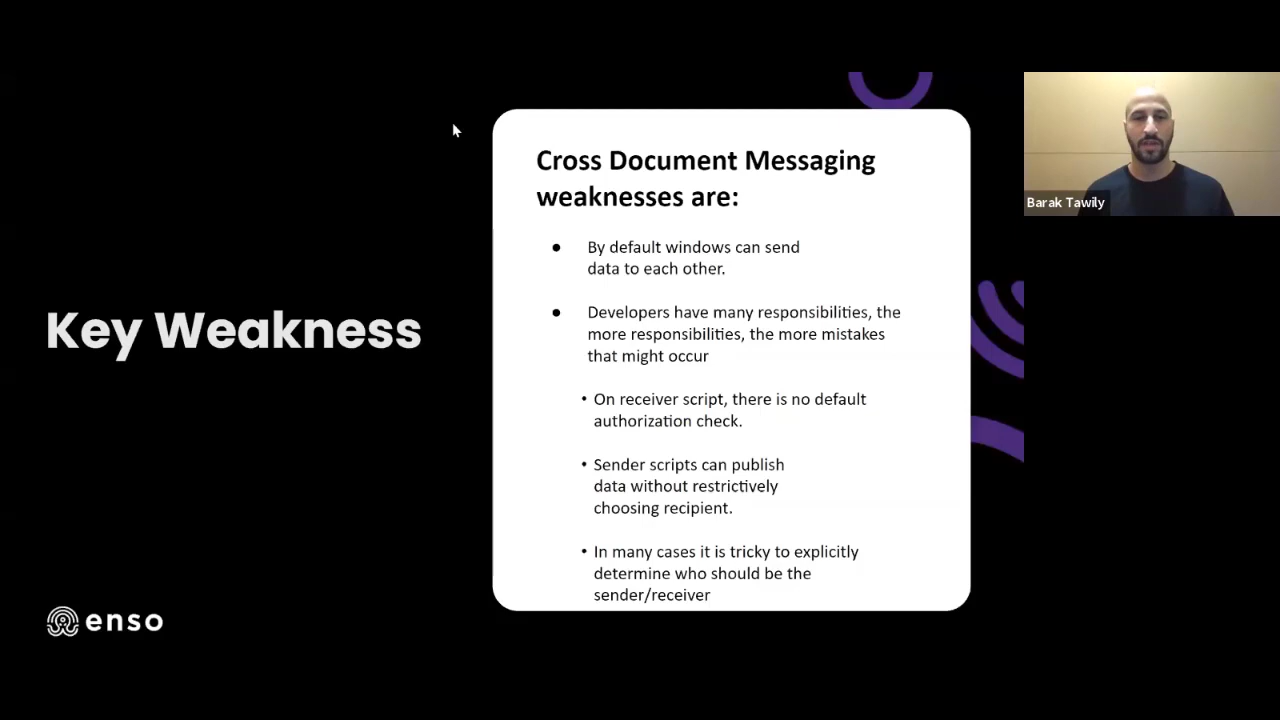 Key Weakness
Cross Document Messaging
weaknesses are:
● By default windows can send
data to each other.
● Developers have many responsibilities, the
more responsibilities, the more mistakes
that might occur
• On receiver script, there is no default
authorization check.
• Sender scripts can publish
data without restrictively
choosing recipient.
• In many cases it is tricky to explicitly
determine who should be the
sender/receiver
enso
Barak Tawily